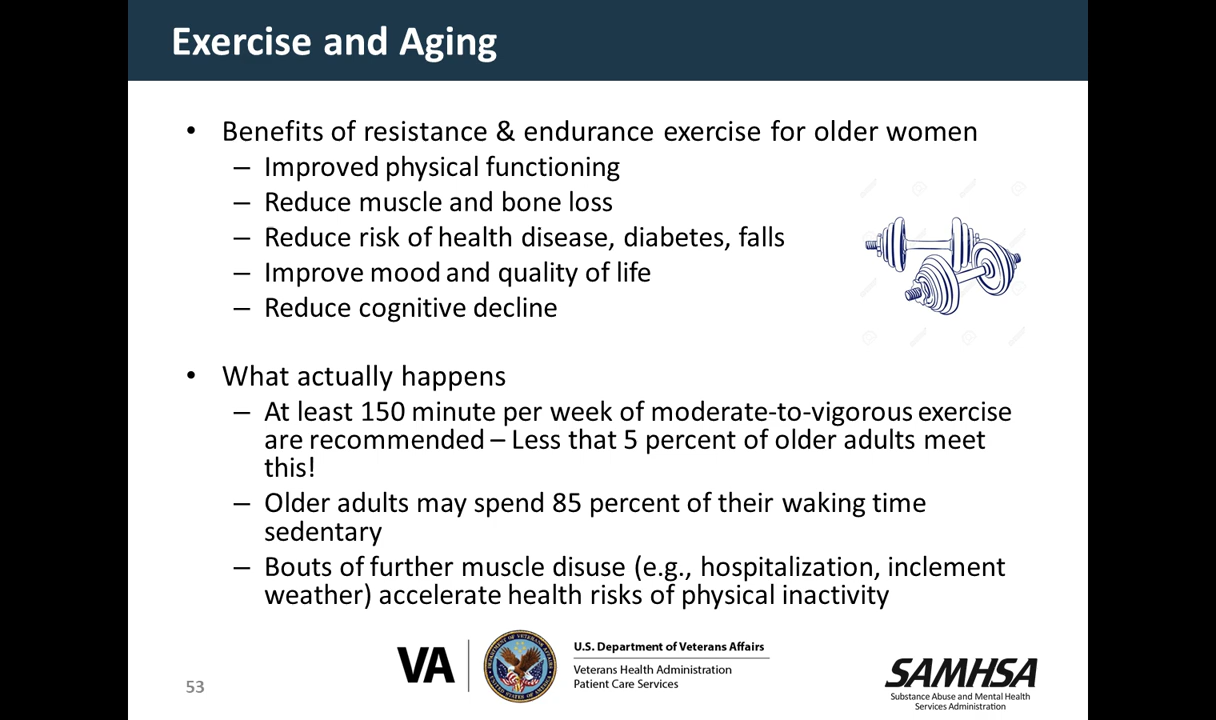 Exercise and Aging
• Benefits of resistance & endurance exercise for older women
– Improved physical functioning
– Reduce muscle and bone loss
– Reduce risk of health disease, diabetes, falls
– Improve mood and quality of life
– Reduce cognitive decline
• What actually happens
– At least 150 minute per week of moderate-to-vigorous exercise
are recommended – Less that 5 percent of older adults meet
this!
– Older adults may spend 85 percent of their waking time
sedentary
– Bouts of further muscle disuse (e.g., hospitalization, inclement
weather) accelerate health risks of physical inactivity
VA
U.S. Department of Veterans Affairs
Veterans Health Administration
Patient Care Services
SAMHSA
Substance Abuse and Mental Health
Services Administration
53